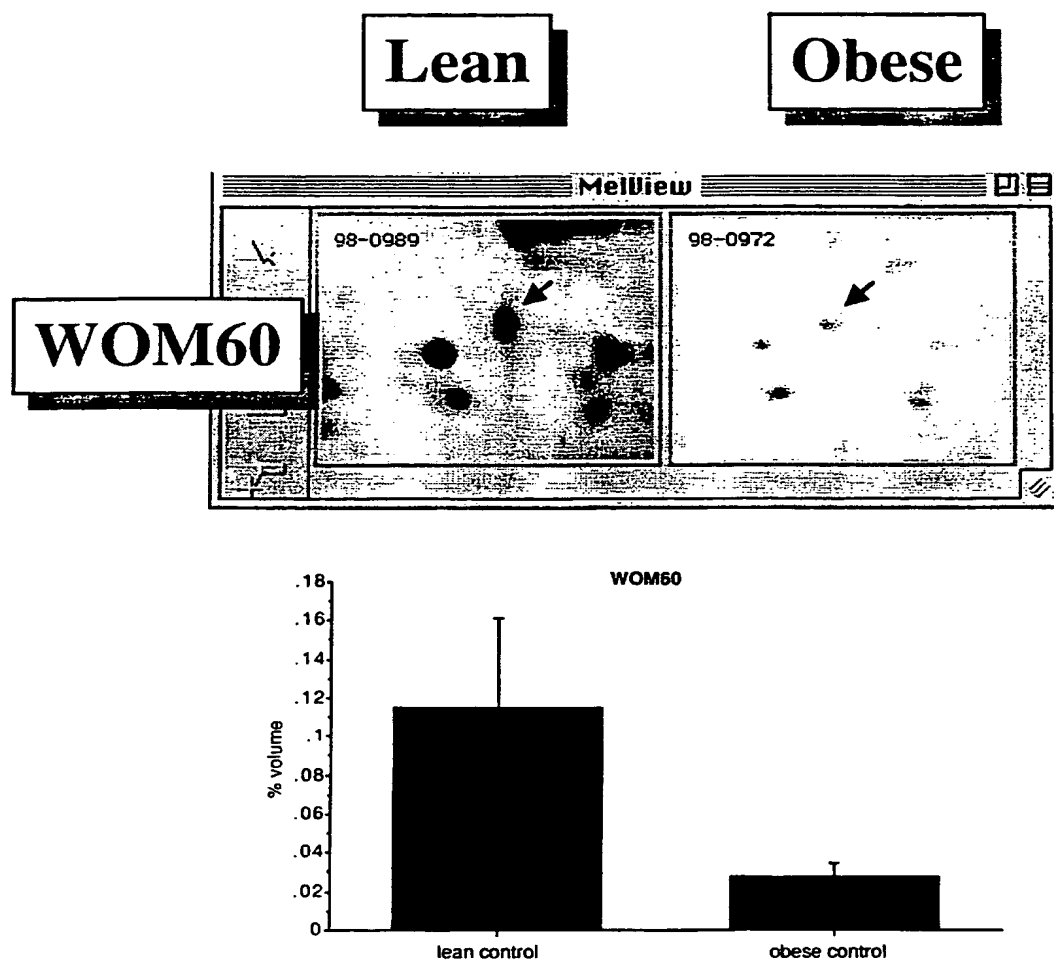 Lean
Obese
MelView
98-0989
98-0972
WOM60
WOM60
.18
.16
.14
.12
.1
.08
.06
.04
.02
0
% volume
lean control
obese control